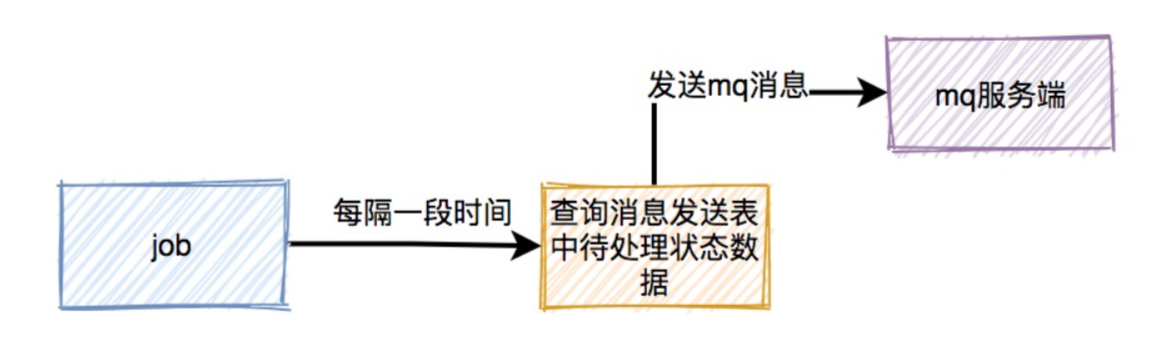 发送mq消息
mq服务端
job
每隔一段时间
查询消息发送表
中待处理状态数
据